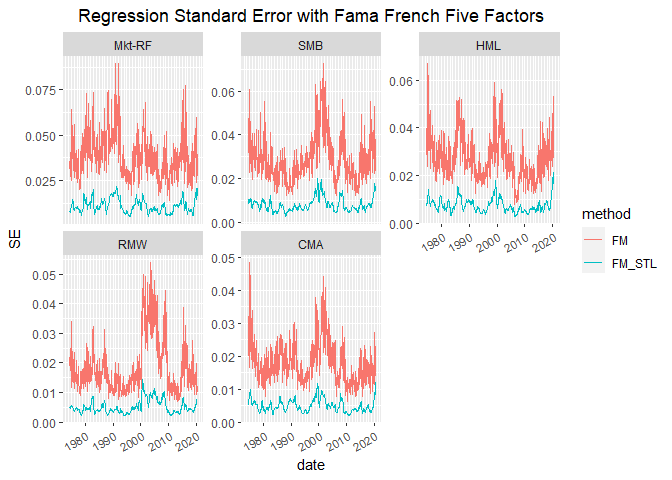 Regression Standard Error with Fama French Five Factors
Mkt-RF SMB HML
0.075
0.050
0.025
0.06
0.04
0.02
0.00
0.06
0.04
0.02
0.00
1980 1990 2000 2010 2020
SE
RMW CMA
0.05
0.04
0.03
0.02
0.01
0.00
0.05
0.04
0.03
0.02
0.01
0.00
1980 1990 2000 2010 2020
1980 1990 2000 2010 2020
date
method
FM
FM_STL